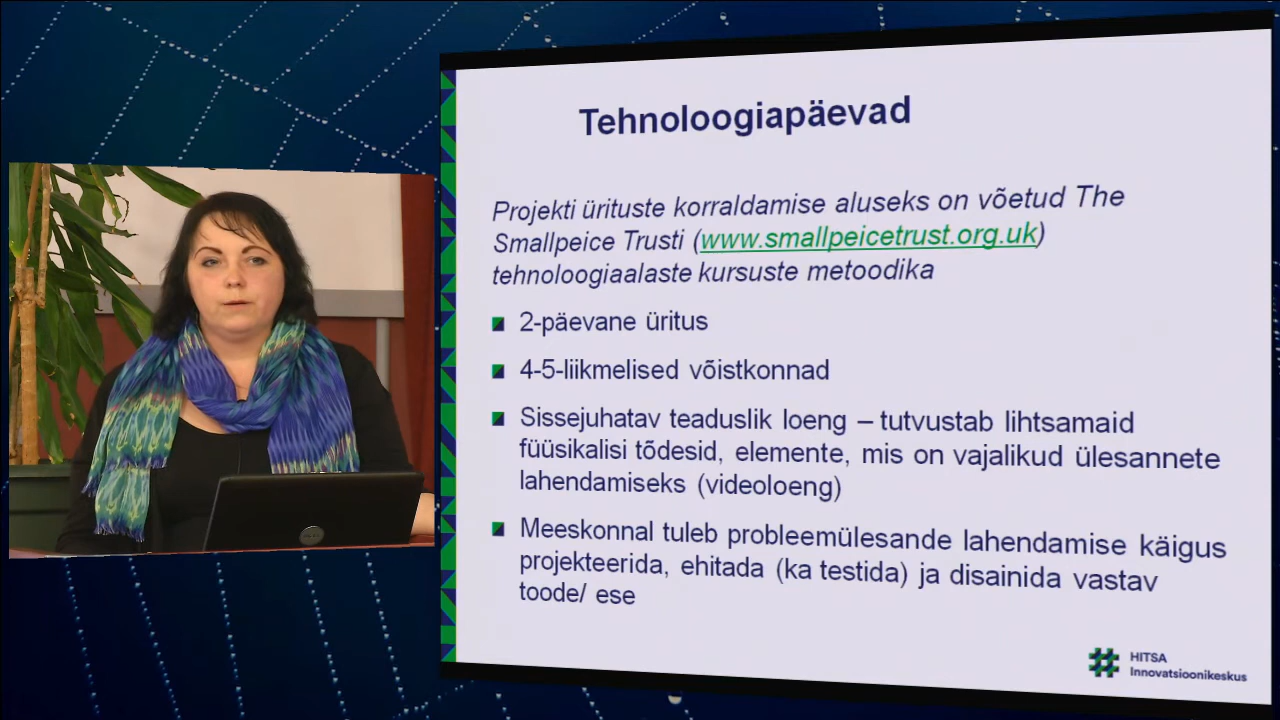 Tehnoloogiapäevad
Projekti ürituste korraldamise aluseks on võetud The
Smallpeice Trusti (www.smallpeicetrust.org.uk)
tehnoloogiaalaste kursuste metoodika
2-päevane üritus
4-5-liikmelised võistkonnad
Sissejuhatav teaduslik loeng – tutvustab lihtsamaid
füüsikalisi tõdesid, elemente, mis on vajalikud ülesannete
lahendamiseks (videoloeng)
Meeskonnal tuleb probleemülesande lahendamise käigus
projekteerida, ehitada (ka testida) ja disainida vastav
toode/ ese
HITSA
Innovatsioonikeskus